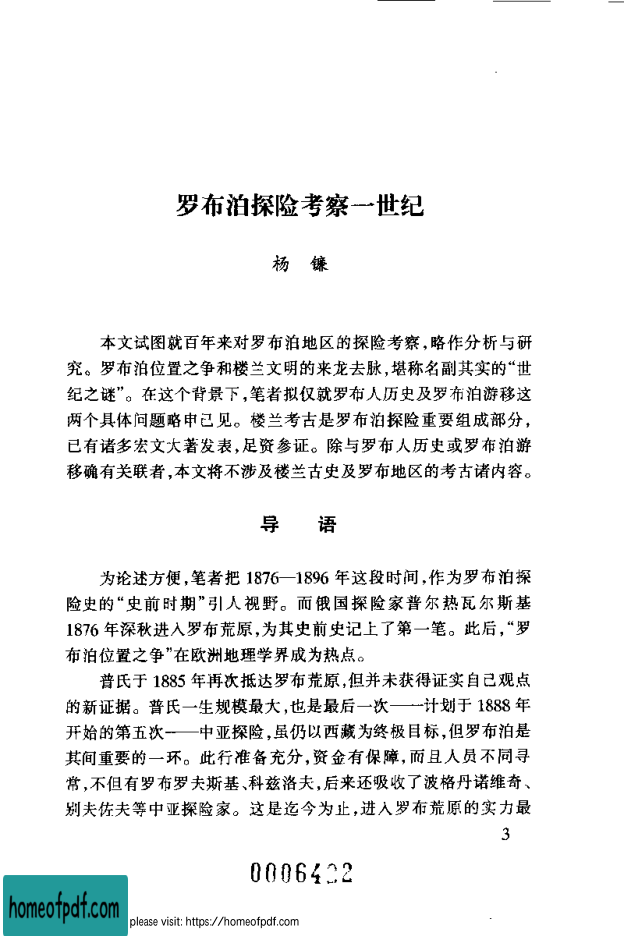 罗布泊探险考察一世纪
杨 镰
本文试图就百年来对罗布泊地区的探险考察,略作分析与研
究。罗布泊位置之争和楼兰文明的来龙去脉,堪称名副其实的“世
纪之谜”。在这个背景下,笔者拟仅就罗布人历史及罗布泊游移这
两个具体问题略申己见。楼兰考古是罗布泊探险重要组成部分,
已有诸多宏文大著发表,足资参证。除与罗布人历史或罗布泊游
移确有关联者,本文将不涉及楼兰古史及罗布地区的考古诸内容。
导 语
为论述方便,笔者把 1876—1896 年这段时间,作为罗布泊探
险史的“史前时期”引人视野。而俄国探险家普尔热瓦尔斯基
1876 年深秋进入罗布荒原,为其史前史记上了第一笔。此后,“罗
布泊位置之争”在欧洲地理学界成为热点。
普氏于 1885 年再次抵达罗布荒原,但并未获得证实自己观点
的新证据。普氏一生规模最大,也是最后一次——计划于 1888 年
开始的第五次——中亚探险,虽仍以西藏为终极目标,但罗布泊是
其间重要的一环。此行准备充分,资金有保障,而且人员不同寻
常,不但有罗布罗夫斯基、科兹洛夫,后来还吸收了波格丹诺维奇、
别夫佐夫等中亚探险家。这是迄今为止,进入罗布荒原的实力最
3
homeofpdf.com
please visit: https://homeofpdf.com